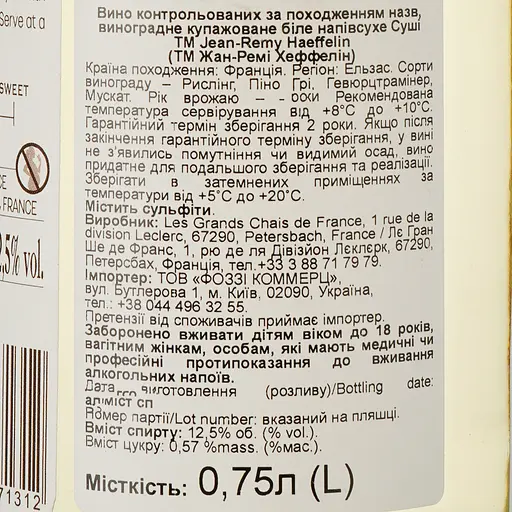 Serve at a
SWEET
FRANCE
,5% vol.
71312
Вино контрольованих за походженням назв,
виноградне купажоване біле напівсухе Суші
ТМ Jean-Remy Haeffelin
(ТМ Жан-Ремі Хеффелін)
Країна походження: Франція. Регіон: Ельзас. Сорти
винограду – Рислінг, Піно Грі, Гевюрцтрамінер,
Мускат. Рік врожаю – - роки Рекомендована
температура сервірування від +8°С до +10°С.
Гарантійний термін зберігання 2 роки. Якщо після
закінчення гарантійного терміну зберігання, у вині
не з'явились помутніння чи видимий осад, вино
придатне для подальшого зберігання та реалізації.
Зберігати в затемнених приміщеннях за
температури від +5°С до +20°С.
Містить сульфіти.
Виробник: Les Grands Chais de France, 1 rue de la
division Leclerc, 67290, Petersbach, France / Лє Гран
Ше де Франс, 1, рю де ля Дівізйон Лєклєрк, 67290,
Петерсбах, Франція, тел.+33 3 88 71 79 79.
Імпортер: ТОВ «ФОЗЗІ КОММЕРЦ»,
вул. Бутлерова 1, м. Київ, 02090, Україна,
тел.: +38 044 496 32 55.
Претензії від споживачів приймає імпортер.
Заборонено вживати дітям віком до 18 років,
вагітним жінкам, особам, які мають медичні чи
професійні протипоказання до вживання
алкогольних напоїв.
Дата виготовлення (розливу)/Bottling date:
Номер партії/Lot number: вказаний на пляшці.
Вміст спирту: 12,5% об. (% vol.).
Вміст цукру: 0,57 %mass. (%мас.).
Місткість: 0,75л (L)